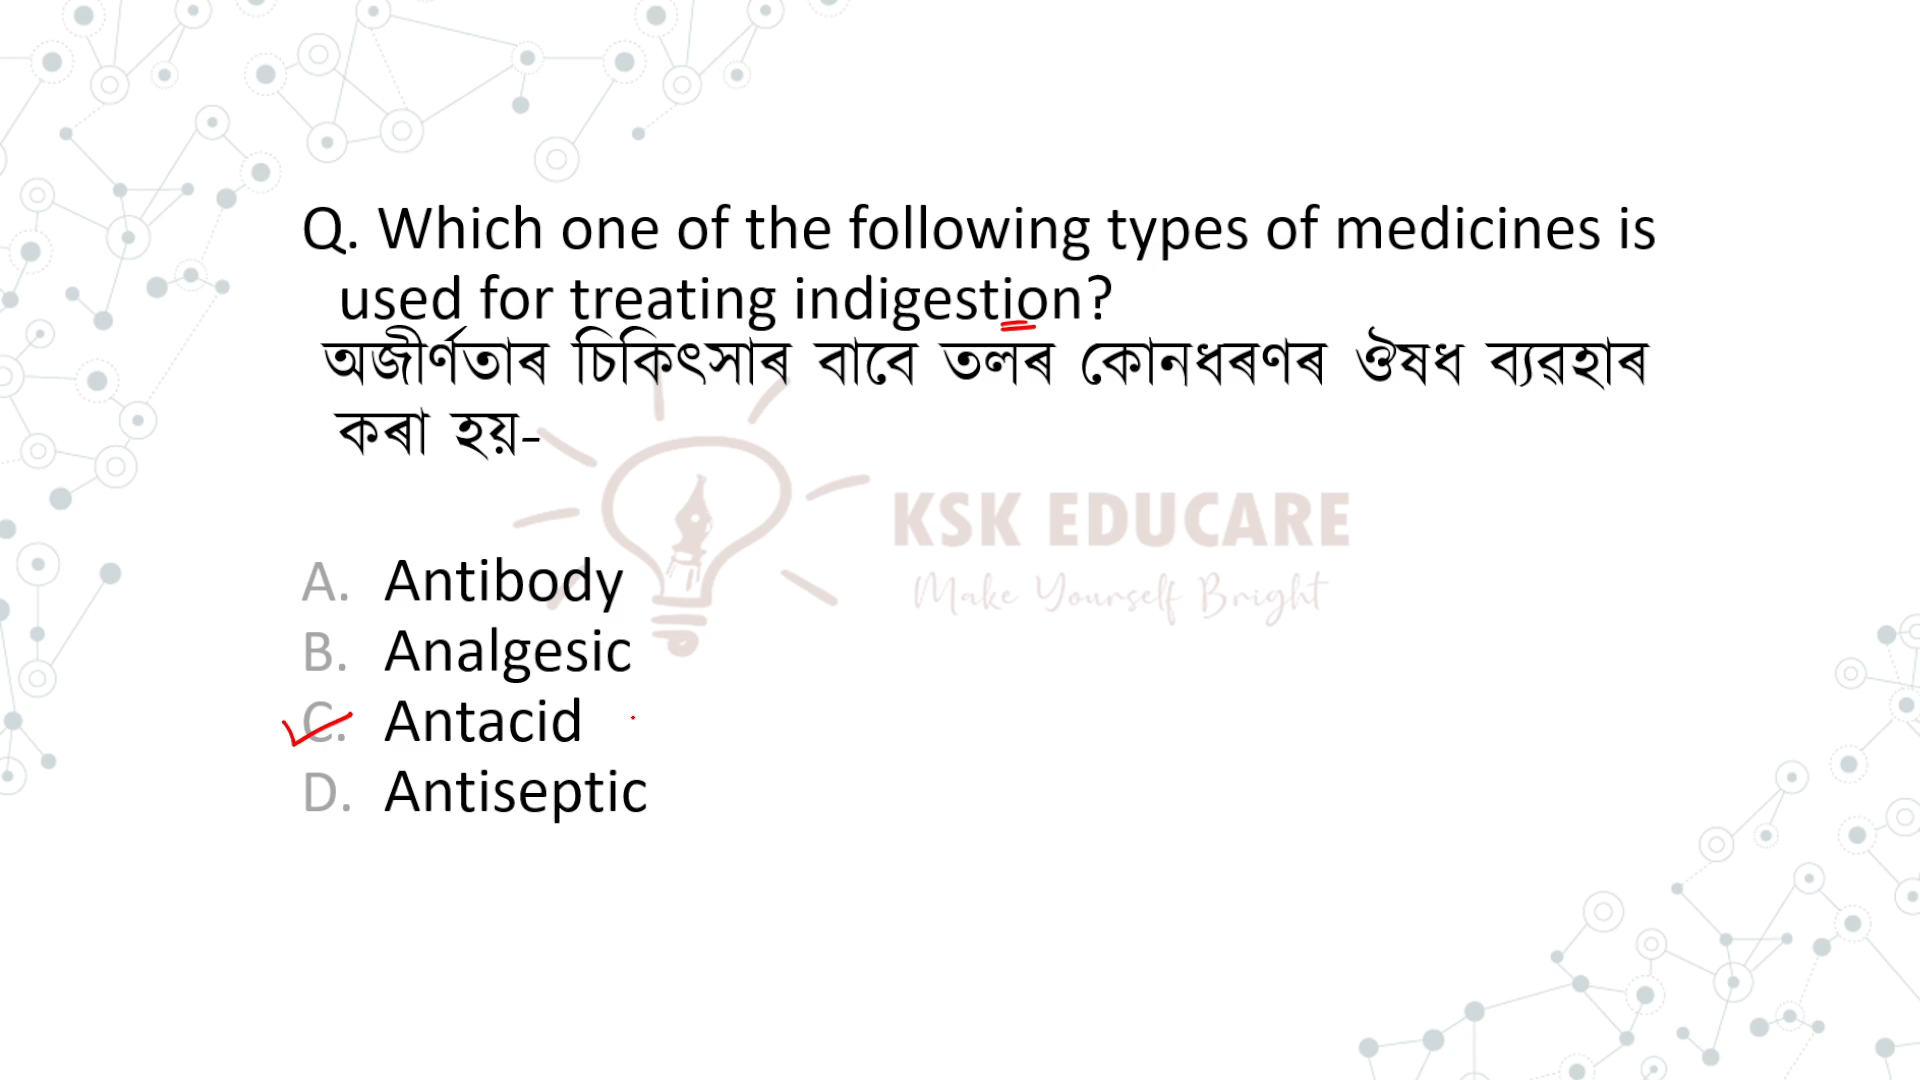 Q. Which one of the following types of medicines is
used for treating indigestion?
অজীৰ্ণতাৰ চিকিৎসাৰ বাবে তলৰ কোনধৰণৰ ঔষধ ব্যৱহাৰ
কৰা হয়-
KSK EDUCARE
Make Yourself Bright
A. Antibody
B. Analgesic
C. Antacid
D. Antiseptic